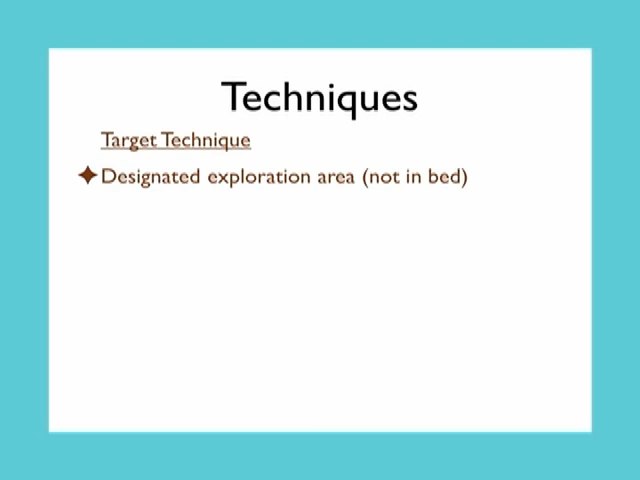 Techniques
Target Technique
Designated exploration area (not in bed)